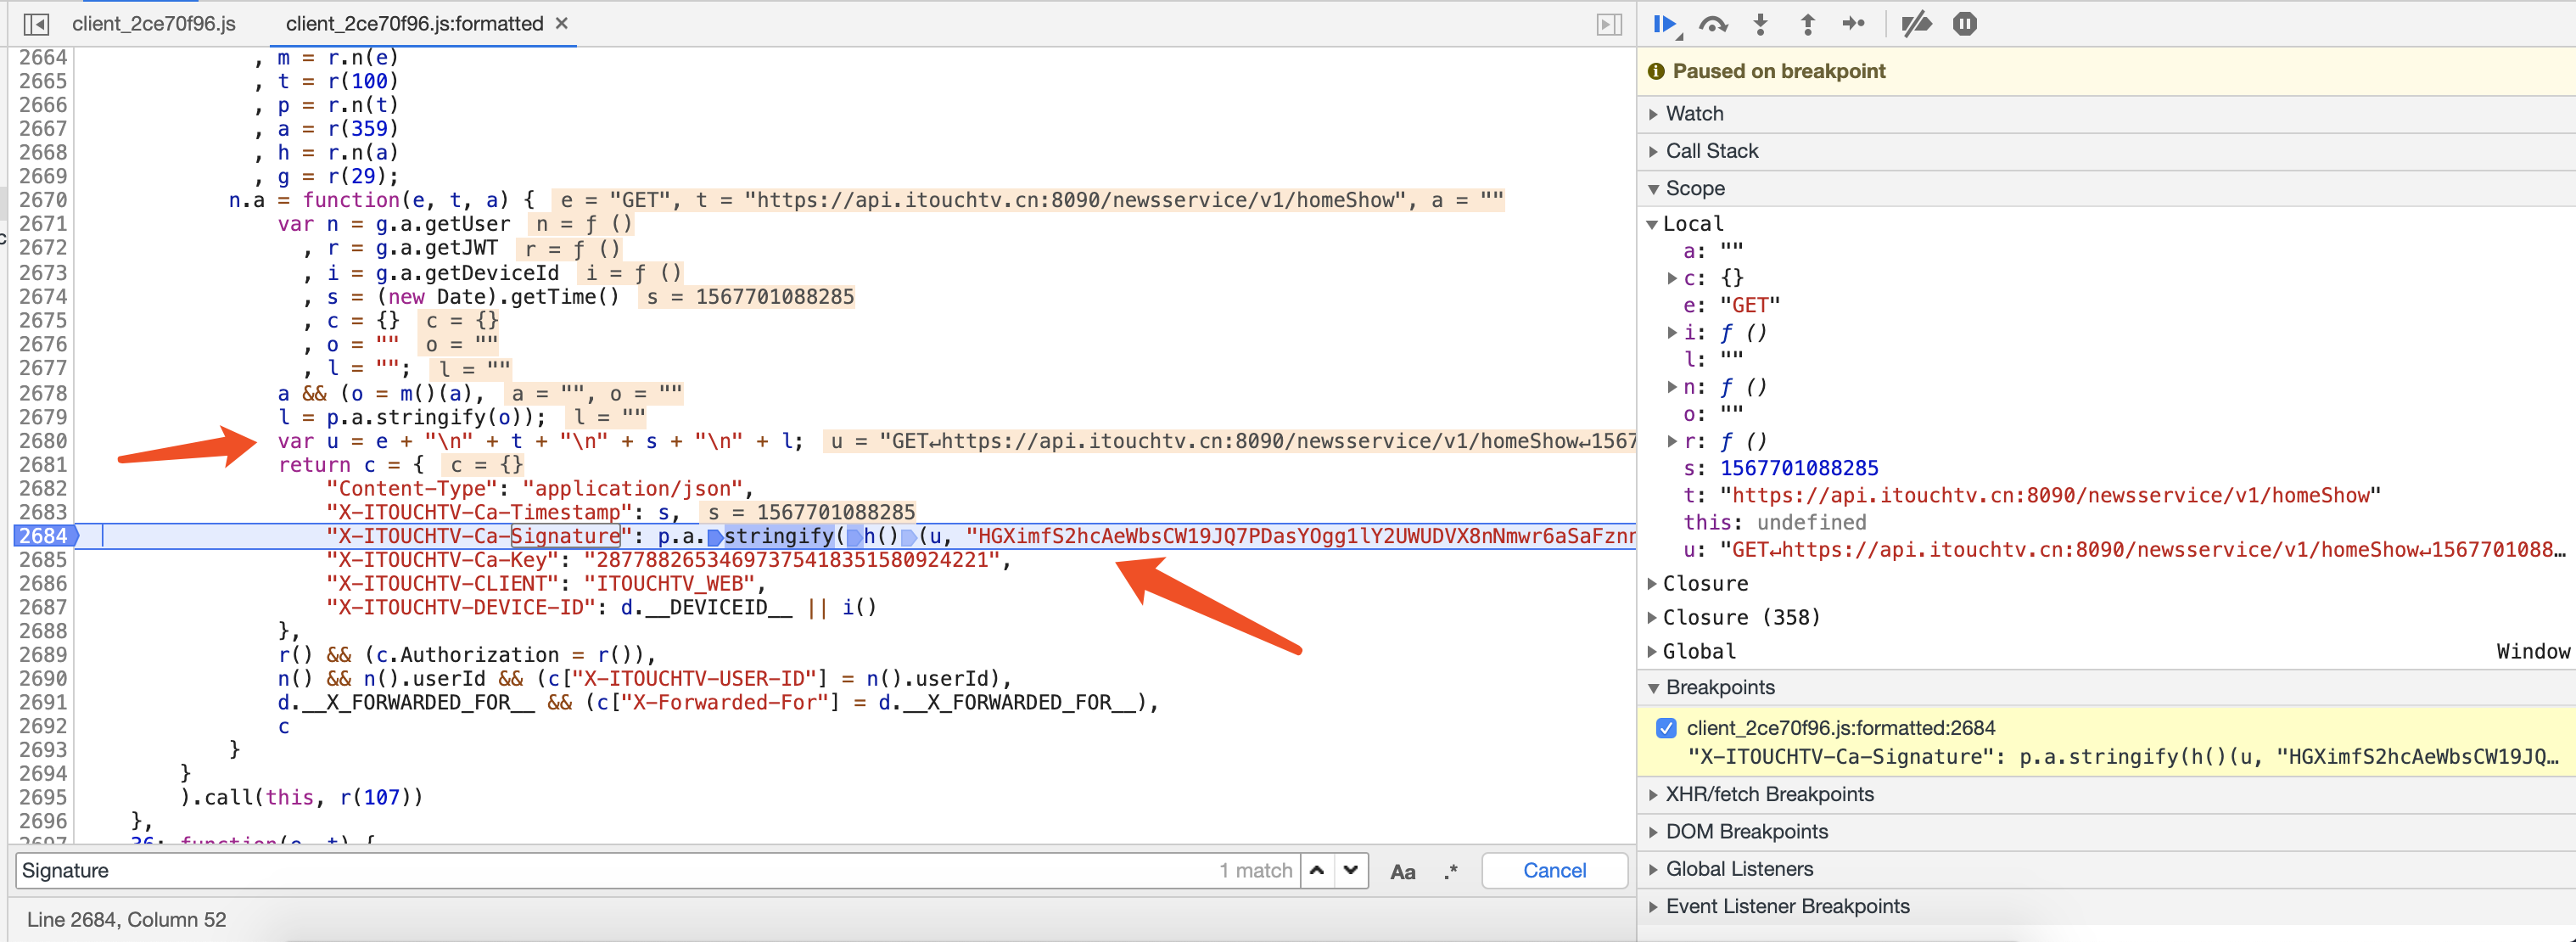 client_2ce70f96.js
client_2ce70f96.js:formatted ×
2664 , m = r.n(e)
2665 , t = r(100)
2666 , p = r.n(t)
2667 , a = r(359)
2668 , h = r.n(a)
2669 , g = r(29);
2670 n.a = function(e, t, a) { e = "GET", t = "https://api.itouchtv.cn:8090/newsservice/v1/homeShow", a = ""
2671 var n = g.a.getUser n = ƒ ()
2672 , r = g.a.getJWT r = ƒ ()
2673 , i = g.a.getDeviceId i = ƒ ()
2674 , s = (new Date).getTime() s = 1567701088285
2675 , c = {} c = {}
2676 , o = "" o = ""
2677 , l = ""; l = ""
2678 a && (o = m()(a), a = "", o = ""
2679 l = p.a.stringify(o)); l = ""
2680 var u = e + "\n" + t + "\n" + s + "\n" + l; u = "GET↵https://api.itouchtv.cn:8090/newsservice/v1/homeShow↵1567
2681 return c = { c = {}
2682 "Content-Type": "application/json",
2683 "X-ITOUCHTV-Ca-Timestamp": s, s = 1567701088285
2684 "X-ITOUCHTV-Ca-Signature": p.a.stringify(h()(u, "HGXimfS2hcAeWbsCW19JQ7PDasYOgg1lY2UWUDVX8nNmwr6aSaFznr
2685 "X-ITOUCHTV-Ca-Key": "28778826534697375418351580924221",
2686 "X-ITOUCHTV-CLIENT": "ITOUCHTV_WEB",
2687 "X-ITOUCHTV-DEVICE-ID": d.__DEVICEID__ || i()
2688 },
2689 r() && (c.Authorization = r()),
2690 n() && n().userId && (c["X-ITOUCHTV-USER-ID"] = n().userId),
2691 d.__X_FORWARDED_FOR__ && (c["X-Forwarded-For"] = d.__X_FORWARDED_FOR__),
2692 c
2693 }
2694 }
2695 ).call(this, r(107))
2696 },
2697 36: function(e, t) {
Signature
1 match
Aa .*
Cancel
Line 2684, Column 52
Paused on breakpoint
Watch
Call Stack
Scope
Local
a: ""
c: {}
e: "GET"
i: ƒ ()
l: ""
n: ƒ ()
o: ""
r: ƒ ()
s: 1567701088285
t: "https://api.itouchtv.cn:8090/newsservice/v1/homeShow"
this: undefined
u: "GET↵https://api.itouchtv.cn:8090/newsservice/v1/homeShow↵1567701088…
Closure
Closure (358)
Global Window
Breakpoints
client_2ce70f96.js:formatted:2684
"X-ITOUCHTV-Ca-Signature": p.a.stringify(h()(u, "HGXimfS2hcAeWbsCW19JQ…
XHR/fetch Breakpoints
DOM Breakpoints
Global Listeners
Event Listener Breakpoints